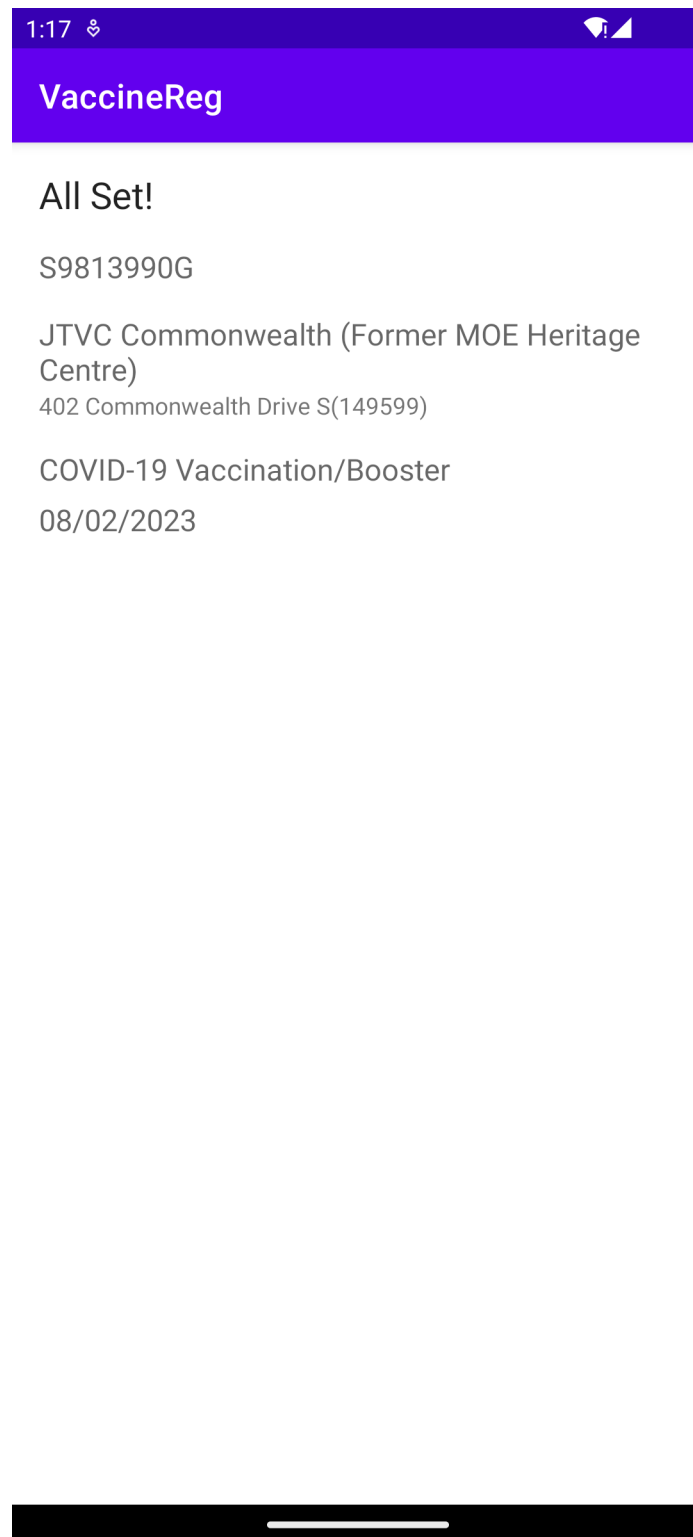 1:17
VaccineReg
All Set!
S9813990G
JTVC Commonwealth (Former MOE Heritage
Centre)
402 Commonwealth Drive S(149599)
COVID-19 Vaccination/Booster
08/02/2023